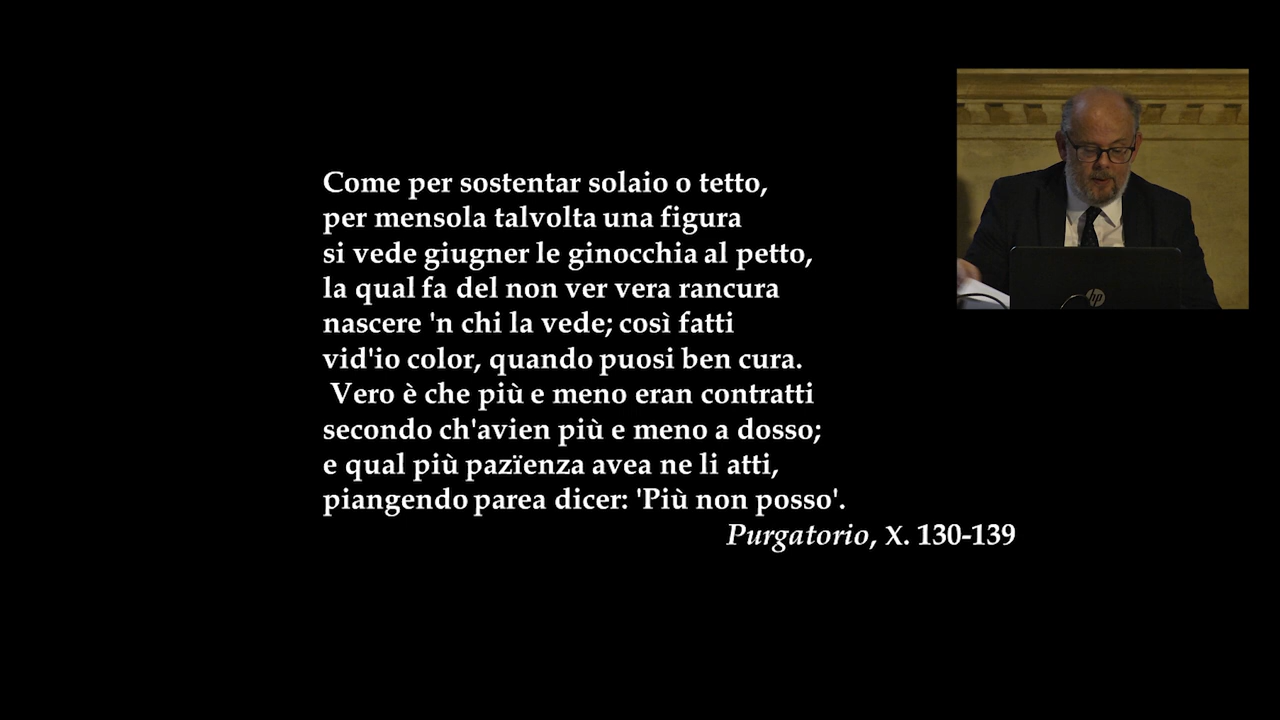 Come per sostentar solaio o tetto,
per mensola talvolta una figura
si vede giugner le ginocchia al petto,
la qual fa del non ver vera rancura
nascere 'n chi la vede; così fatti
vid'io color, quando puosi ben cura.
Vero è che più e meno eran contratti
secondo ch'avien più e meno a dosso;
e qual più pazïenza avea ne li atti,
piangendo parea dicer: 'Più non posso'.
Purgatorio, X. 130-139
hp